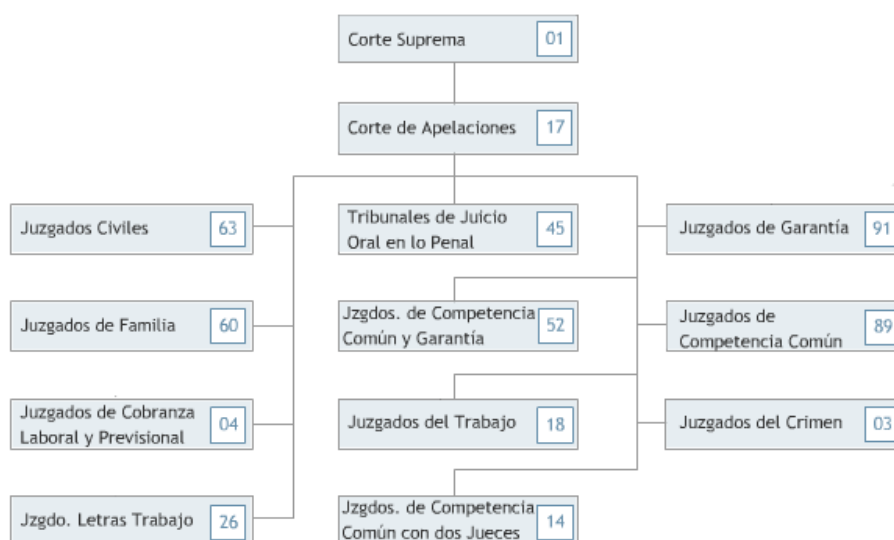 Corte Suprema 01
Corte de Apelaciones 17
Juzgados Civiles 63
Tribunales de Juicio
Oral en lo Penal 45
Juzgados de Garantía 91
Juzgados de Familia 60
Jzgdos. de Competencia
Común y Garantía 52
Juzgados de
Competencia Común 89
Juzgados de Cobranza
Laboral y Previsional 04
Juzgados del Trabajo 18
Juzgados del Crimen 03
Jzgdo. Letras Trabajo 26
Jzgdos. de Competencia
Común con dos Jueces 14